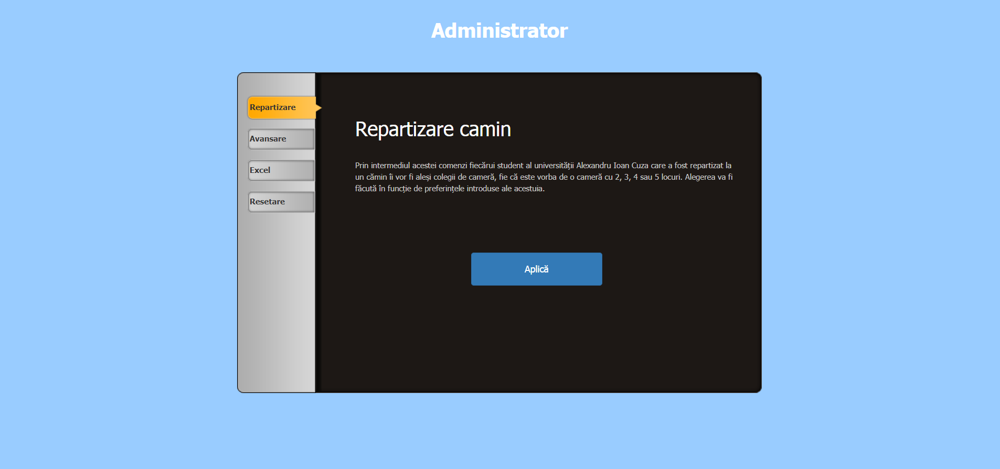 Administrator
Repartizare
Avansare
Excel
Resetare
Repartizare camin
Prin intermediul acestei comenzi fiecărui student al universității Alexandru Ioan Cuza care a fost repartizat la
un cămin îi vor fi aleși colegii de cameră, fie că este vorba de o cameră cu 2, 3, 4 sau 5 locuri. Alegerea va fi
făcută în funcție de preferințele introduse ale acestuia.
Aplică